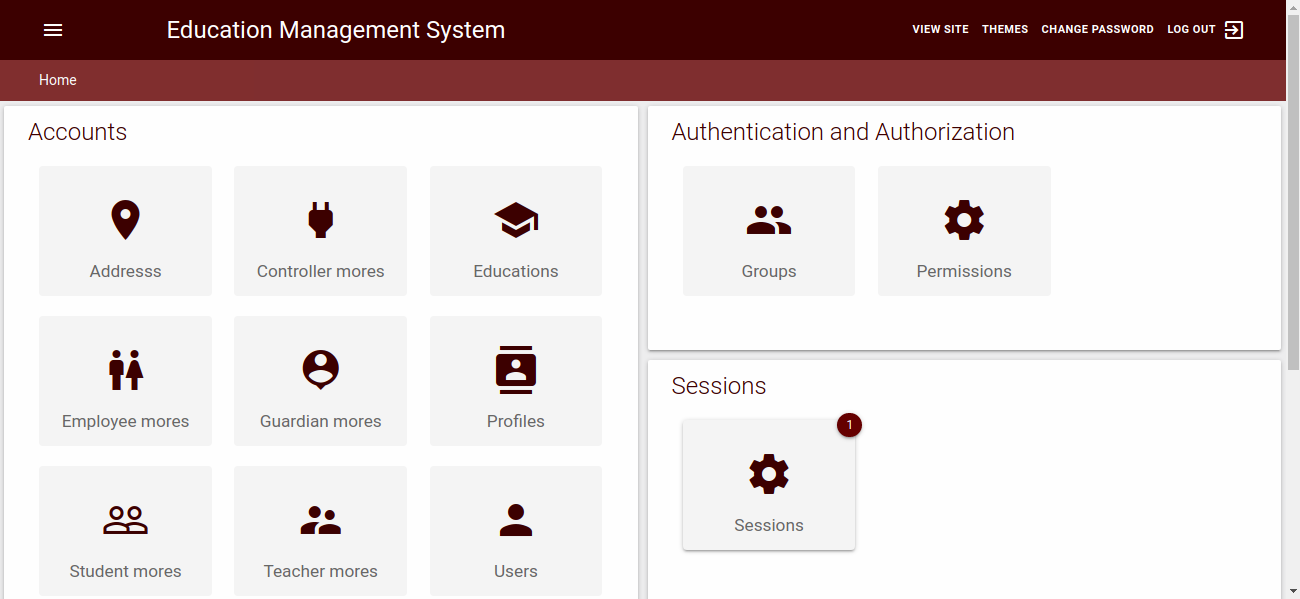 Education Management System
VIEW SITE THEMES CHANGE PASSWORD LOG OUT
Home
Accounts
Addresss
Controller mores
Educations
Employee mores
Guardian mores
Profiles
Student mores
Teacher mores
Users
Authentication and Authorization
Groups
Permissions
Sessions
1
Sessions